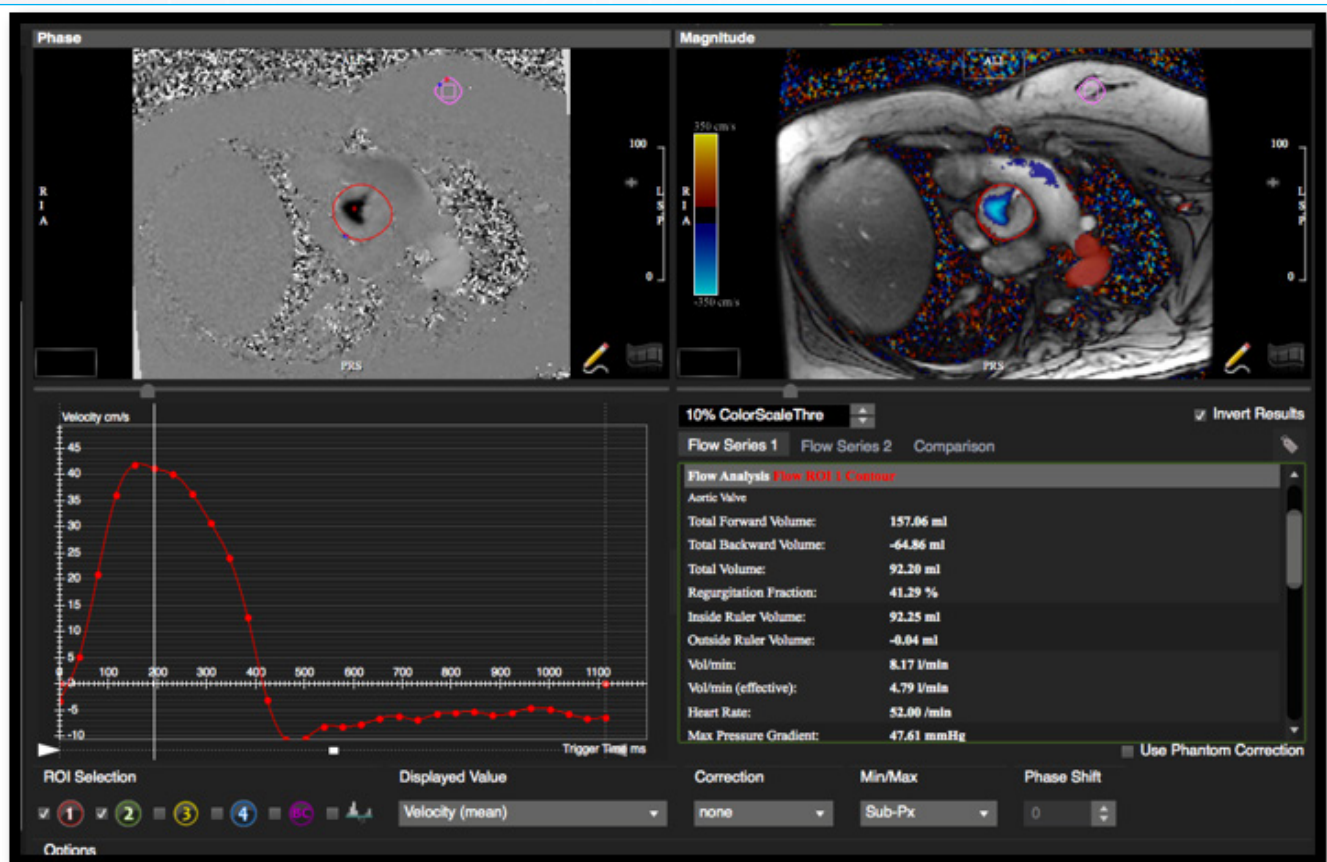 Phase
Magnitude
ALI
ALI
350 cm/s
-350 cm/s
100
100
R
I
A
L
S
P
R
I
A
L
S
P
0
0
PRS
PRS
10% ColorScaleThre
Invert Results
Flow Series 1 Flow Series 2 Comparison
Flow Analysis Flow ROI 1 Contour
Aortic Valve
Total Forward Volume: 157.06 ml
Total Backward Volume: -64.86 ml
Total Volume: 92.20 ml
Regurgitation Fraction: 41.29 %
Inside Ruler Volume: 92.25 ml
Outside Ruler Volume: -0.04 ml
Vol/min: 8.17 l/min
Vol/min (effective): 4.79 l/min
Heart Rate: 52.00 /min
Max Pressure Gradient: 47.61 mmHg
Use Phantom Correction
Velocity cm/s
45
40
35
30
25
20
15
10
5
0 100 200 300 400 500 600 700 800 900 1000 1100
-5
-10
Trigger Time ms
ROI Selection
Displayed Value
Correction
Min/Max
Phase Shift
1 2 3 4 BC
Velocity (mean)
none
Sub-Px
0
Options